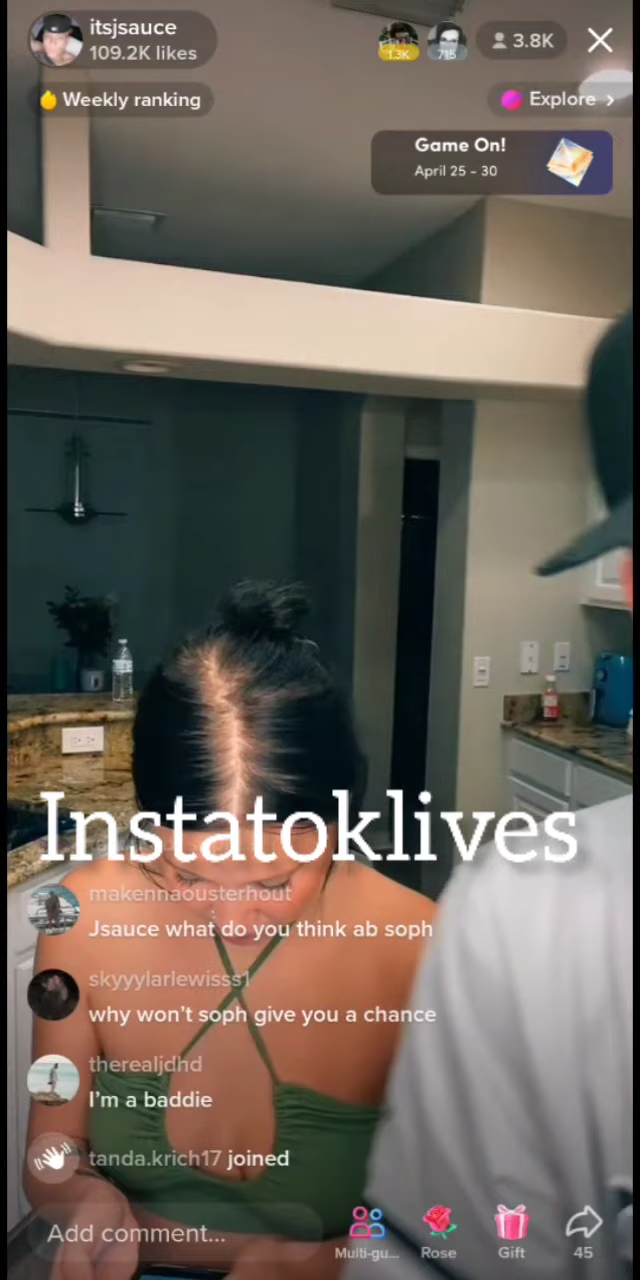 itsjsauce
109.2K likes
1.3K
715
3.8K
Weekly ranking
Explore >
Game On!
April 25 - 30
Instatoklives
makennaousterhout
Jsauce what do you think ab soph
skyyylarlewisss1
why won't soph give you a chance
therealjdhd
I'm a baddie
tanda.krich17 joined
Add comment...
Multi-gu...
Rose
Gift
45